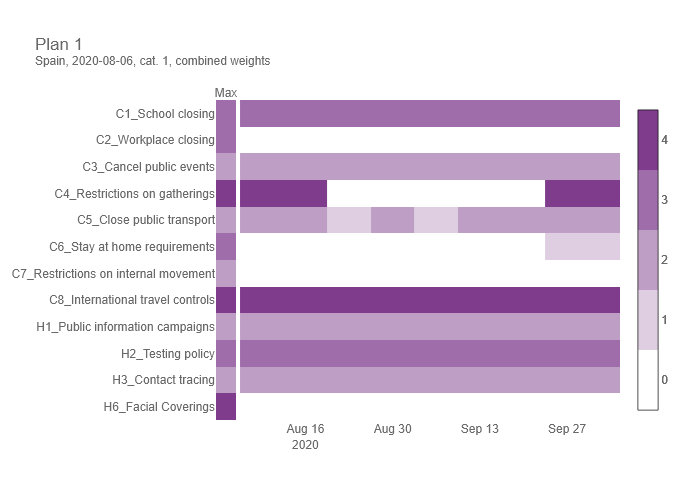 Plan 1
Spain, 2020-08-06, cat. 1, combined weights
Max
C1_School closing
C2_Workplace closing
C3_Cancel public events
C4_Restrictions on gatherings
C5_Close public transport
C6_Stay at home requirements
C7_Restrictions on internal movement
C8_International travel controls
H1_Public information campaigns
H2_Testing policy
H3_Contact tracing
H6_Facial Coverings
Aug 16 Aug 30 Sep 13 Sep 27
2020
4
3
2
1
0